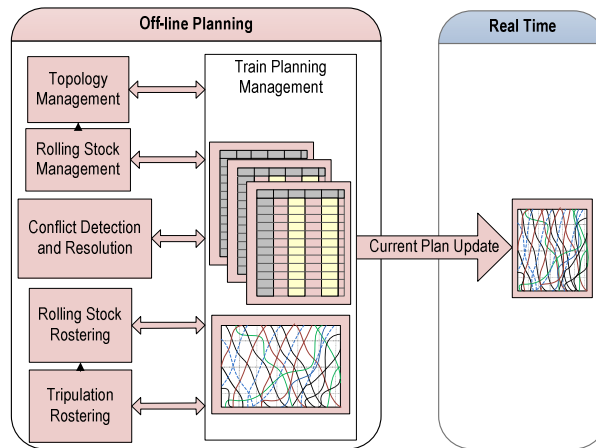 Off-line Planning
Real Time
Topology
Management
Train Planning
Management
Rolling Stock
Management
Conflict Detection
and Resolution
Current Plan Update
Rolling Stock
Rostering
Tripulation
Rostering